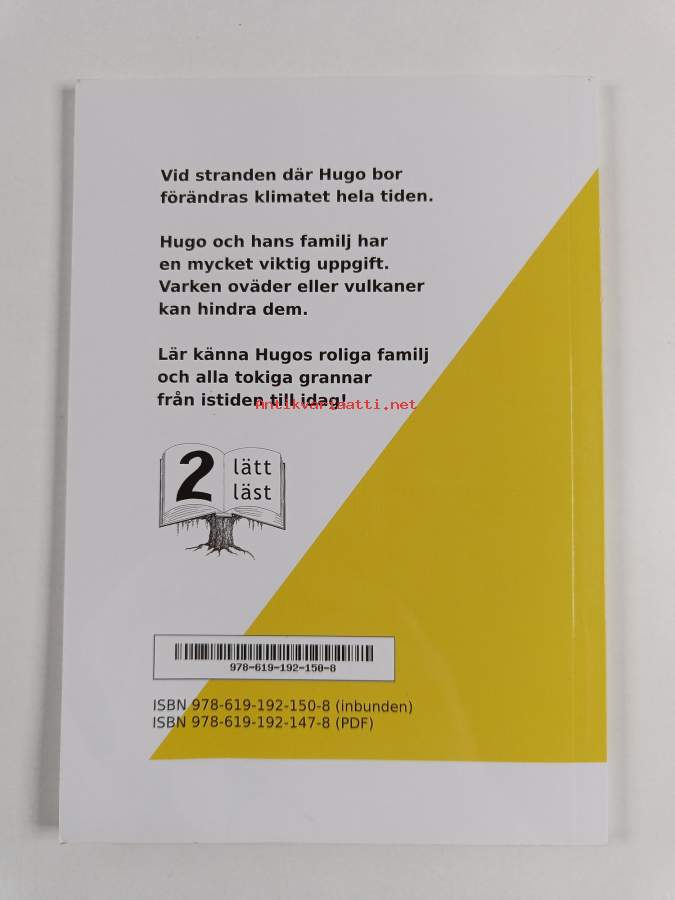 Vid stranden där Hugo bor
förändras klimatet hela tiden.
Hugo och hans familj har
en mycket viktig uppgift.
Varken oväder eller vulkaner
kan hindra dem.
Lär känna Hugos roliga familj
och alla tokiga grannar
från istiden till idag!
Antikvariaatti.net
2 lätt
läst
978-619-192-150-8
ISBN 978-619-192-150-8 (inbunden)
ISBN 978-619-192-147-8 (PDF)